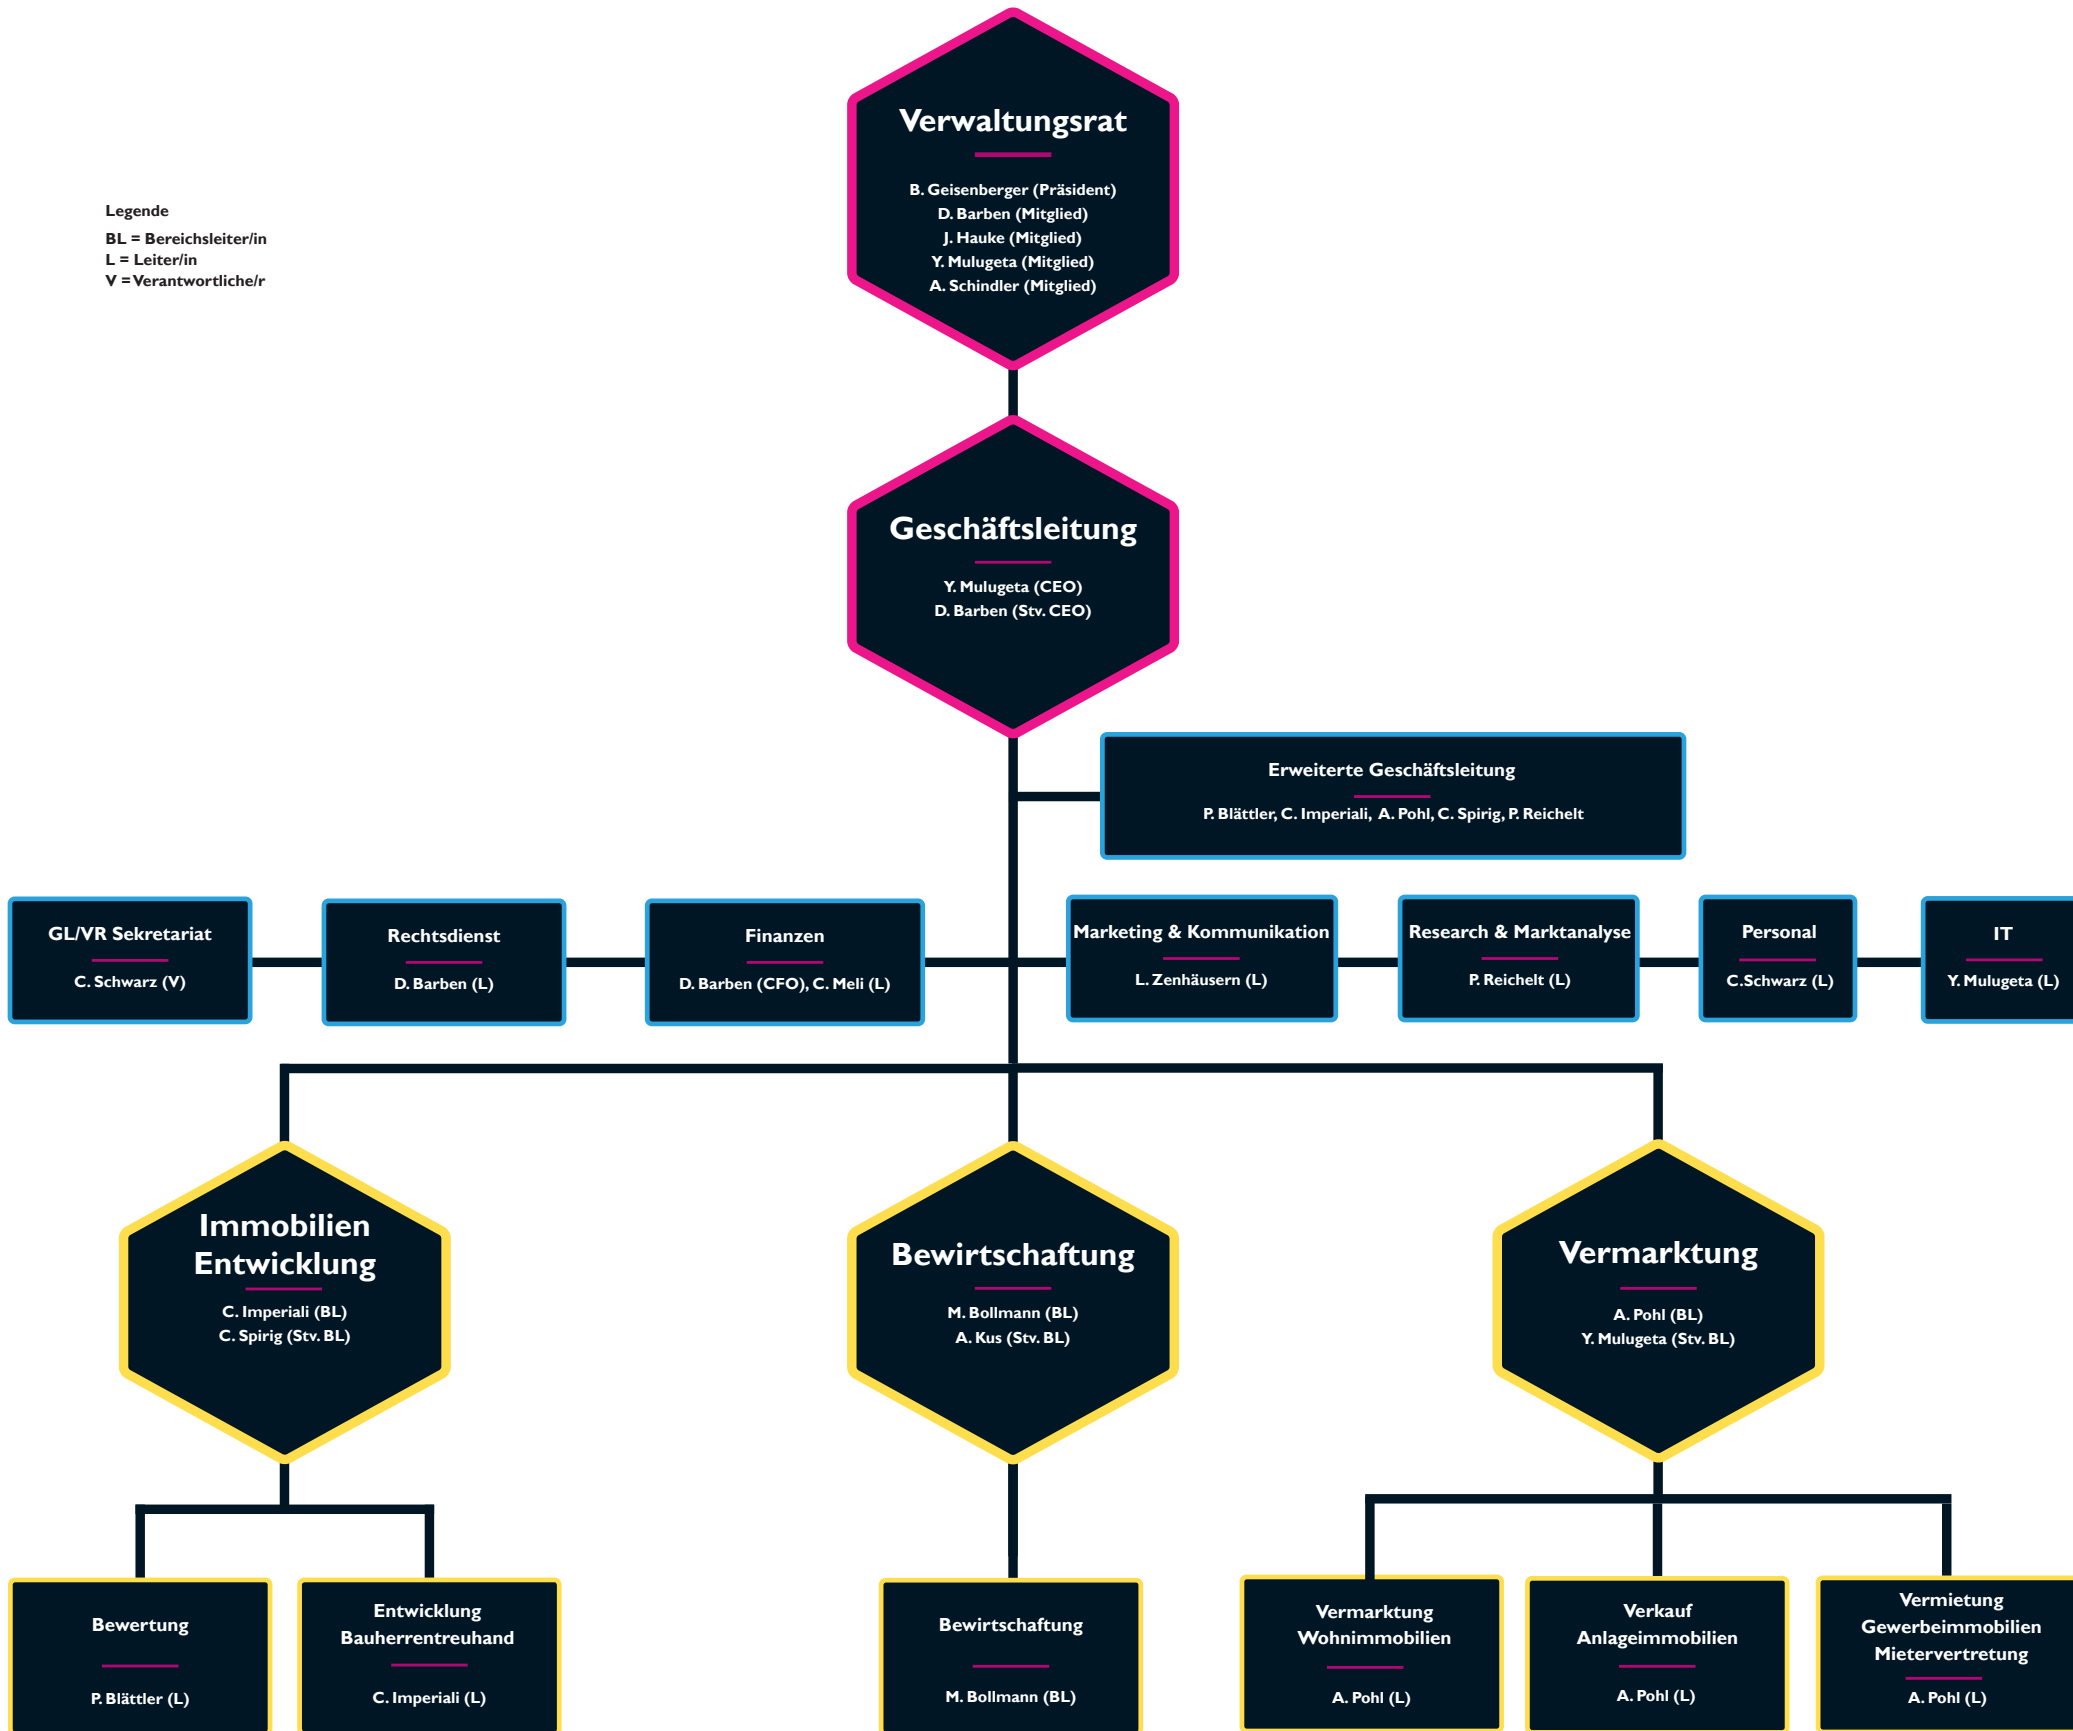 Verwaltungsrat
B. Geisenberger (Präsident)
D. Barben (Mitglied)
J. Hauke (Mitglied)
Y. Mulugeta (Mitglied)
A. Schindler (Mitglied)
Legende
BL = Bereichsleiter/in
L = Leiter/in
V = Verantwortliche/r
Geschäftsleitung
Y. Mulugeta (CEO)
D. Barben (Stv. CEO)
Erweiterte Geschäftsleitung
P. Blättler, C. Imperiali, A. Pohl, C. Spirig, P. Reichelt
GL/VR Sekretariat
C. Schwarz (V)
Rechtsdienst
D. Barben (L)
Finanzen
D. Barben (CFO), C. Meli (L)
Marketing & Kommunikation
L. Zenhäusern (L)
Research & Marktanalyse
P. Reichelt (L)
Personal
C.Schwarz (L)
IT
Y. Mulugeta (L)
Immobilien
Entwicklung
C. Imperiali (BL)
C. Spirig (Stv. BL)
Bewirtschaftung
M. Bollmann (BL)
A. Kus (Stv. BL)
Vermarktung
A. Pohl (BL)
Y. Mulugeta (Stv. BL)
Bewertung
P. Blättler (L)
Entwicklung
Bauherrentreuhand
C. Imperiali (L)
Bewirtschaftung
M. Bollmann (BL)
Vermarktung
Wohnimmobilien
A. Pohl (L)
Verkauf
Anlageimmobilien
A. Pohl (L)
Vermietung
Gewerbeimmobilien
Mietervertretung
A. Pohl (L)